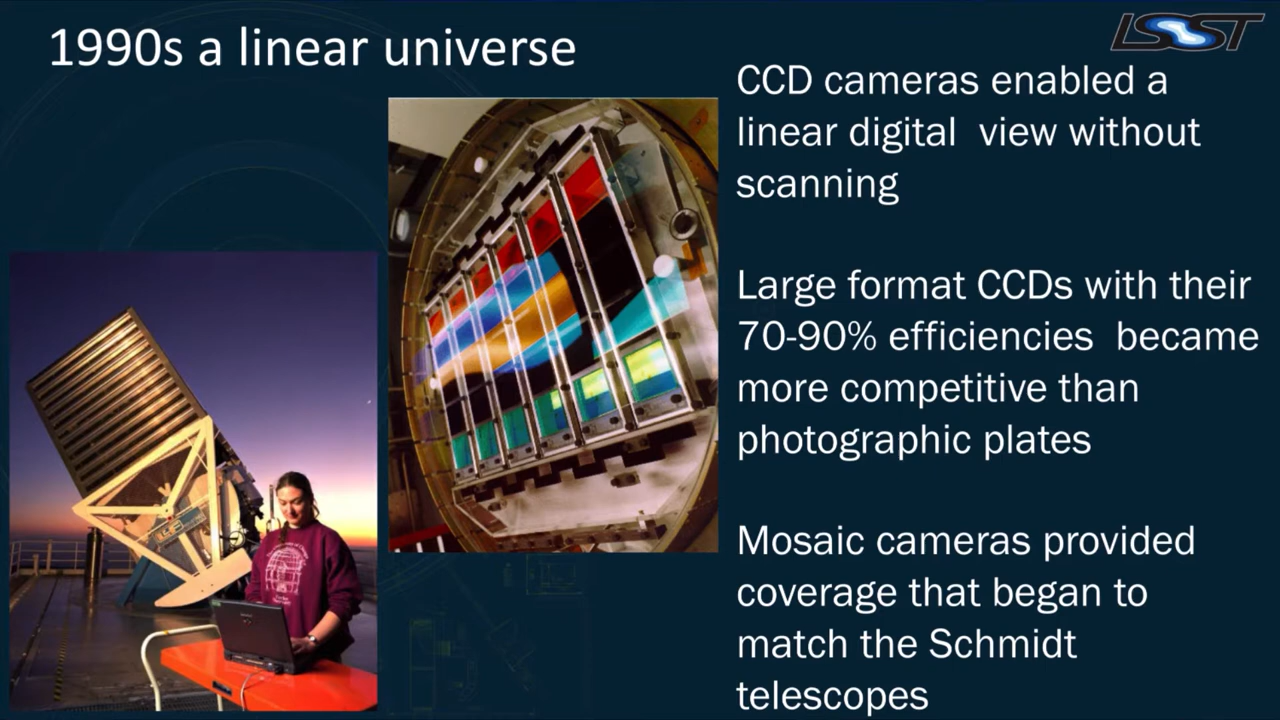 1990s a linear universe
LSST
CCD cameras enabled a
linear digital view without
scanning
Large format CCDs with their
70-90% efficiencies became
more competitive than
photographic plates
Mosaic cameras provided
coverage that began to
match the Schmidt
telescopes